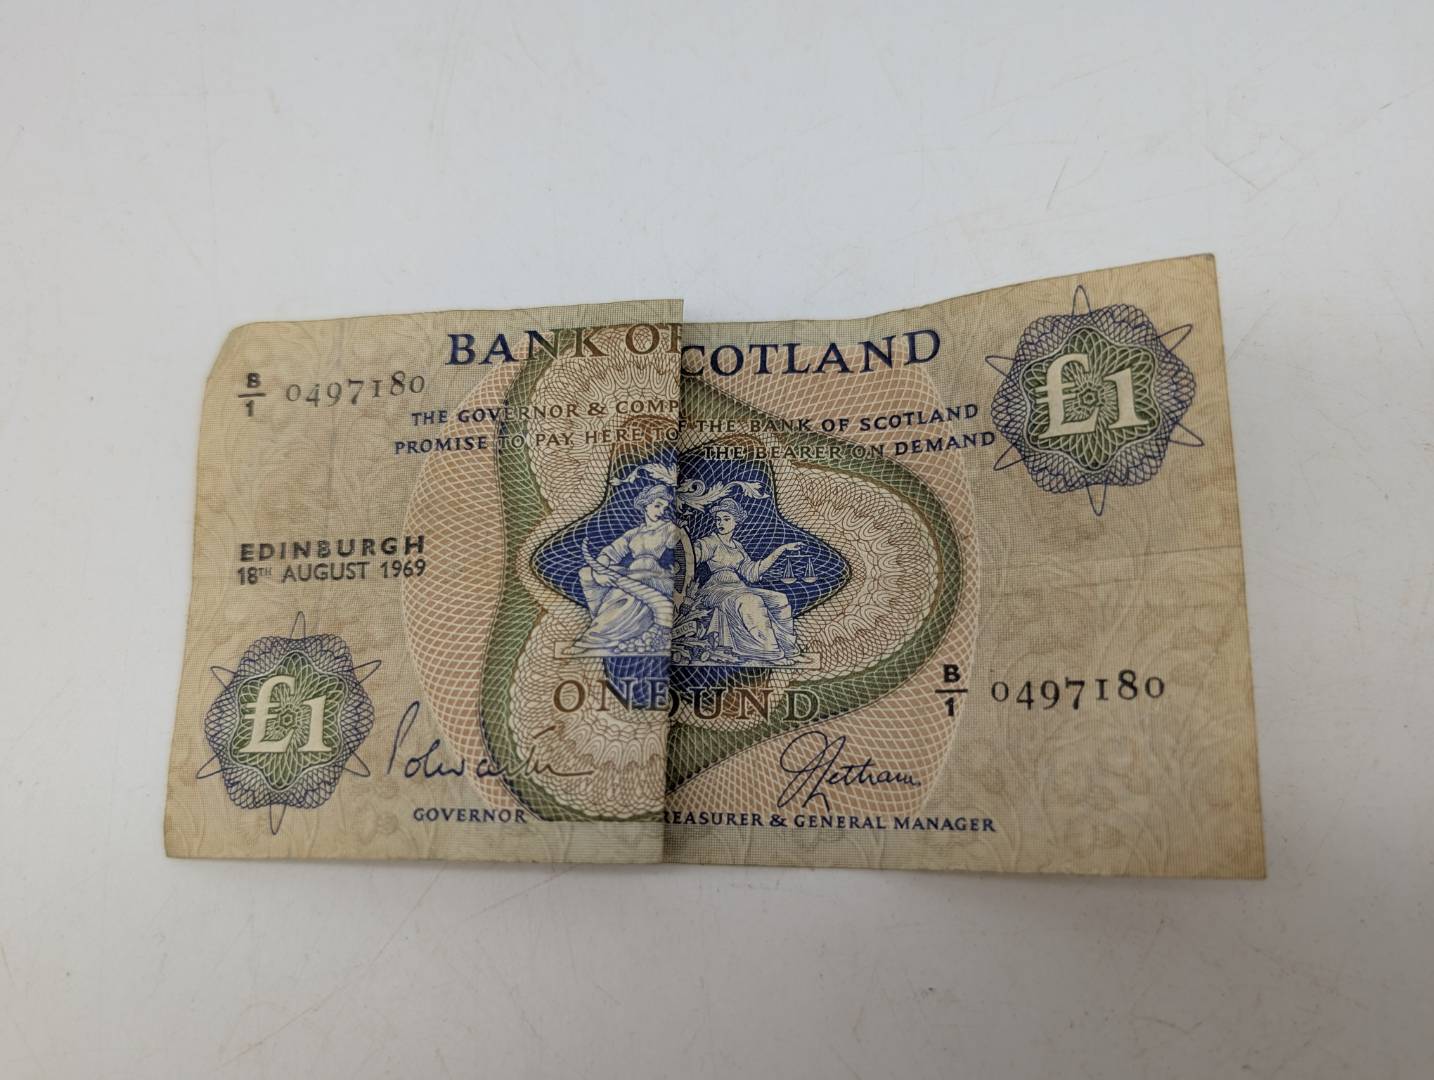 BANK OF COTLAND
B/1 0497180
£1
THE GOVERNOR & COMP F THE BANK OF SCOTLAND
PROMISE TO PAY HERE TO THE BEARER ON DEMAND
EDINBURGH
18TH AUGUST 1969
ONE UND
B/1 0497180
£1
GOVERNOR REASURER & GENERAL MANAGER